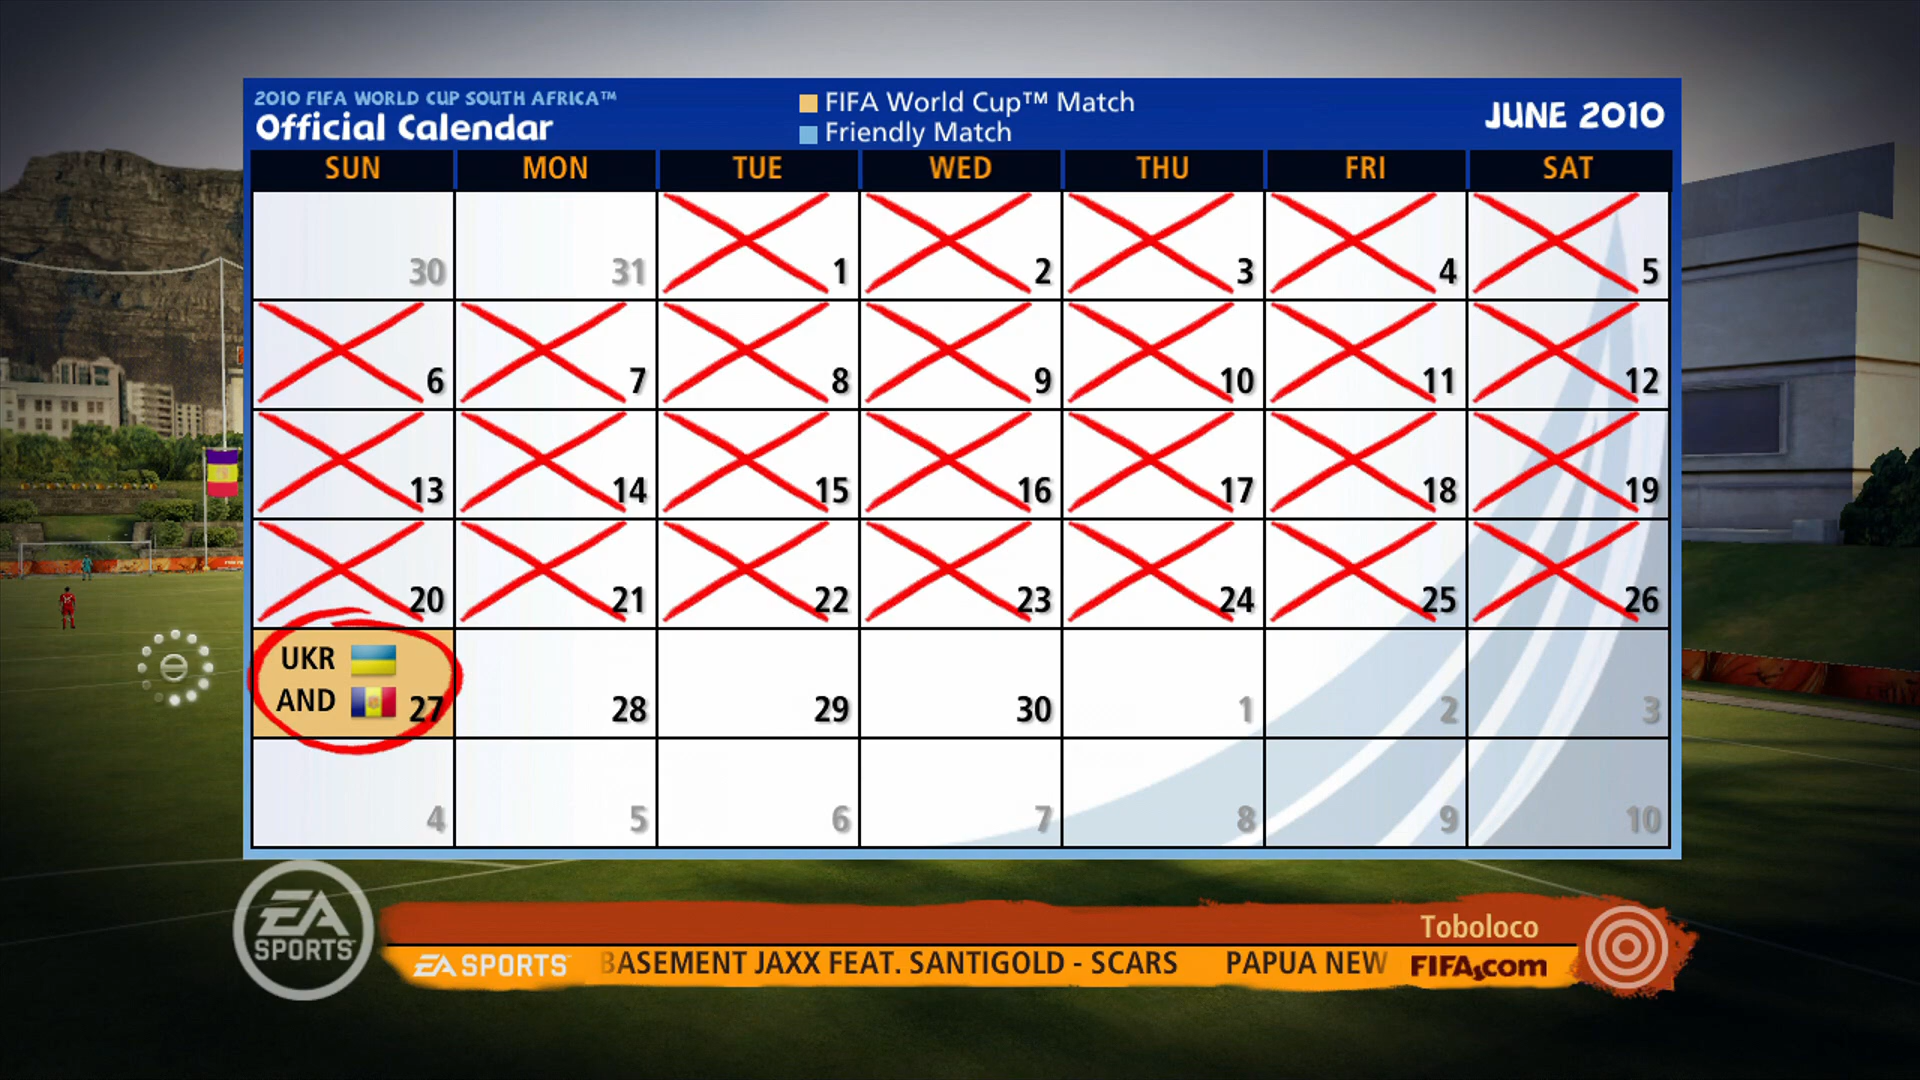 2010 FIFA WORLD CUP SOUTH AFRICA™
Official Calendar
FIFA World Cup™ Match
Friendly Match
JUNE 2010
SUN MON TUE WED THU FRI SAT
30 31 1 2 3 4 5
6 7 8 9 10 11 12
13 14 15 16 17 18 19
20 21 22 23 24 25 26
UKR
AND 27 28 29 30 1 2 3
4 5 6 7 8 9 10
EA SPORTS™
Toboloco
EA SPORTS™ BASEMENT JAXX FEAT. SANTIGOLD - SCARS PAPUA NEW FIFA.com